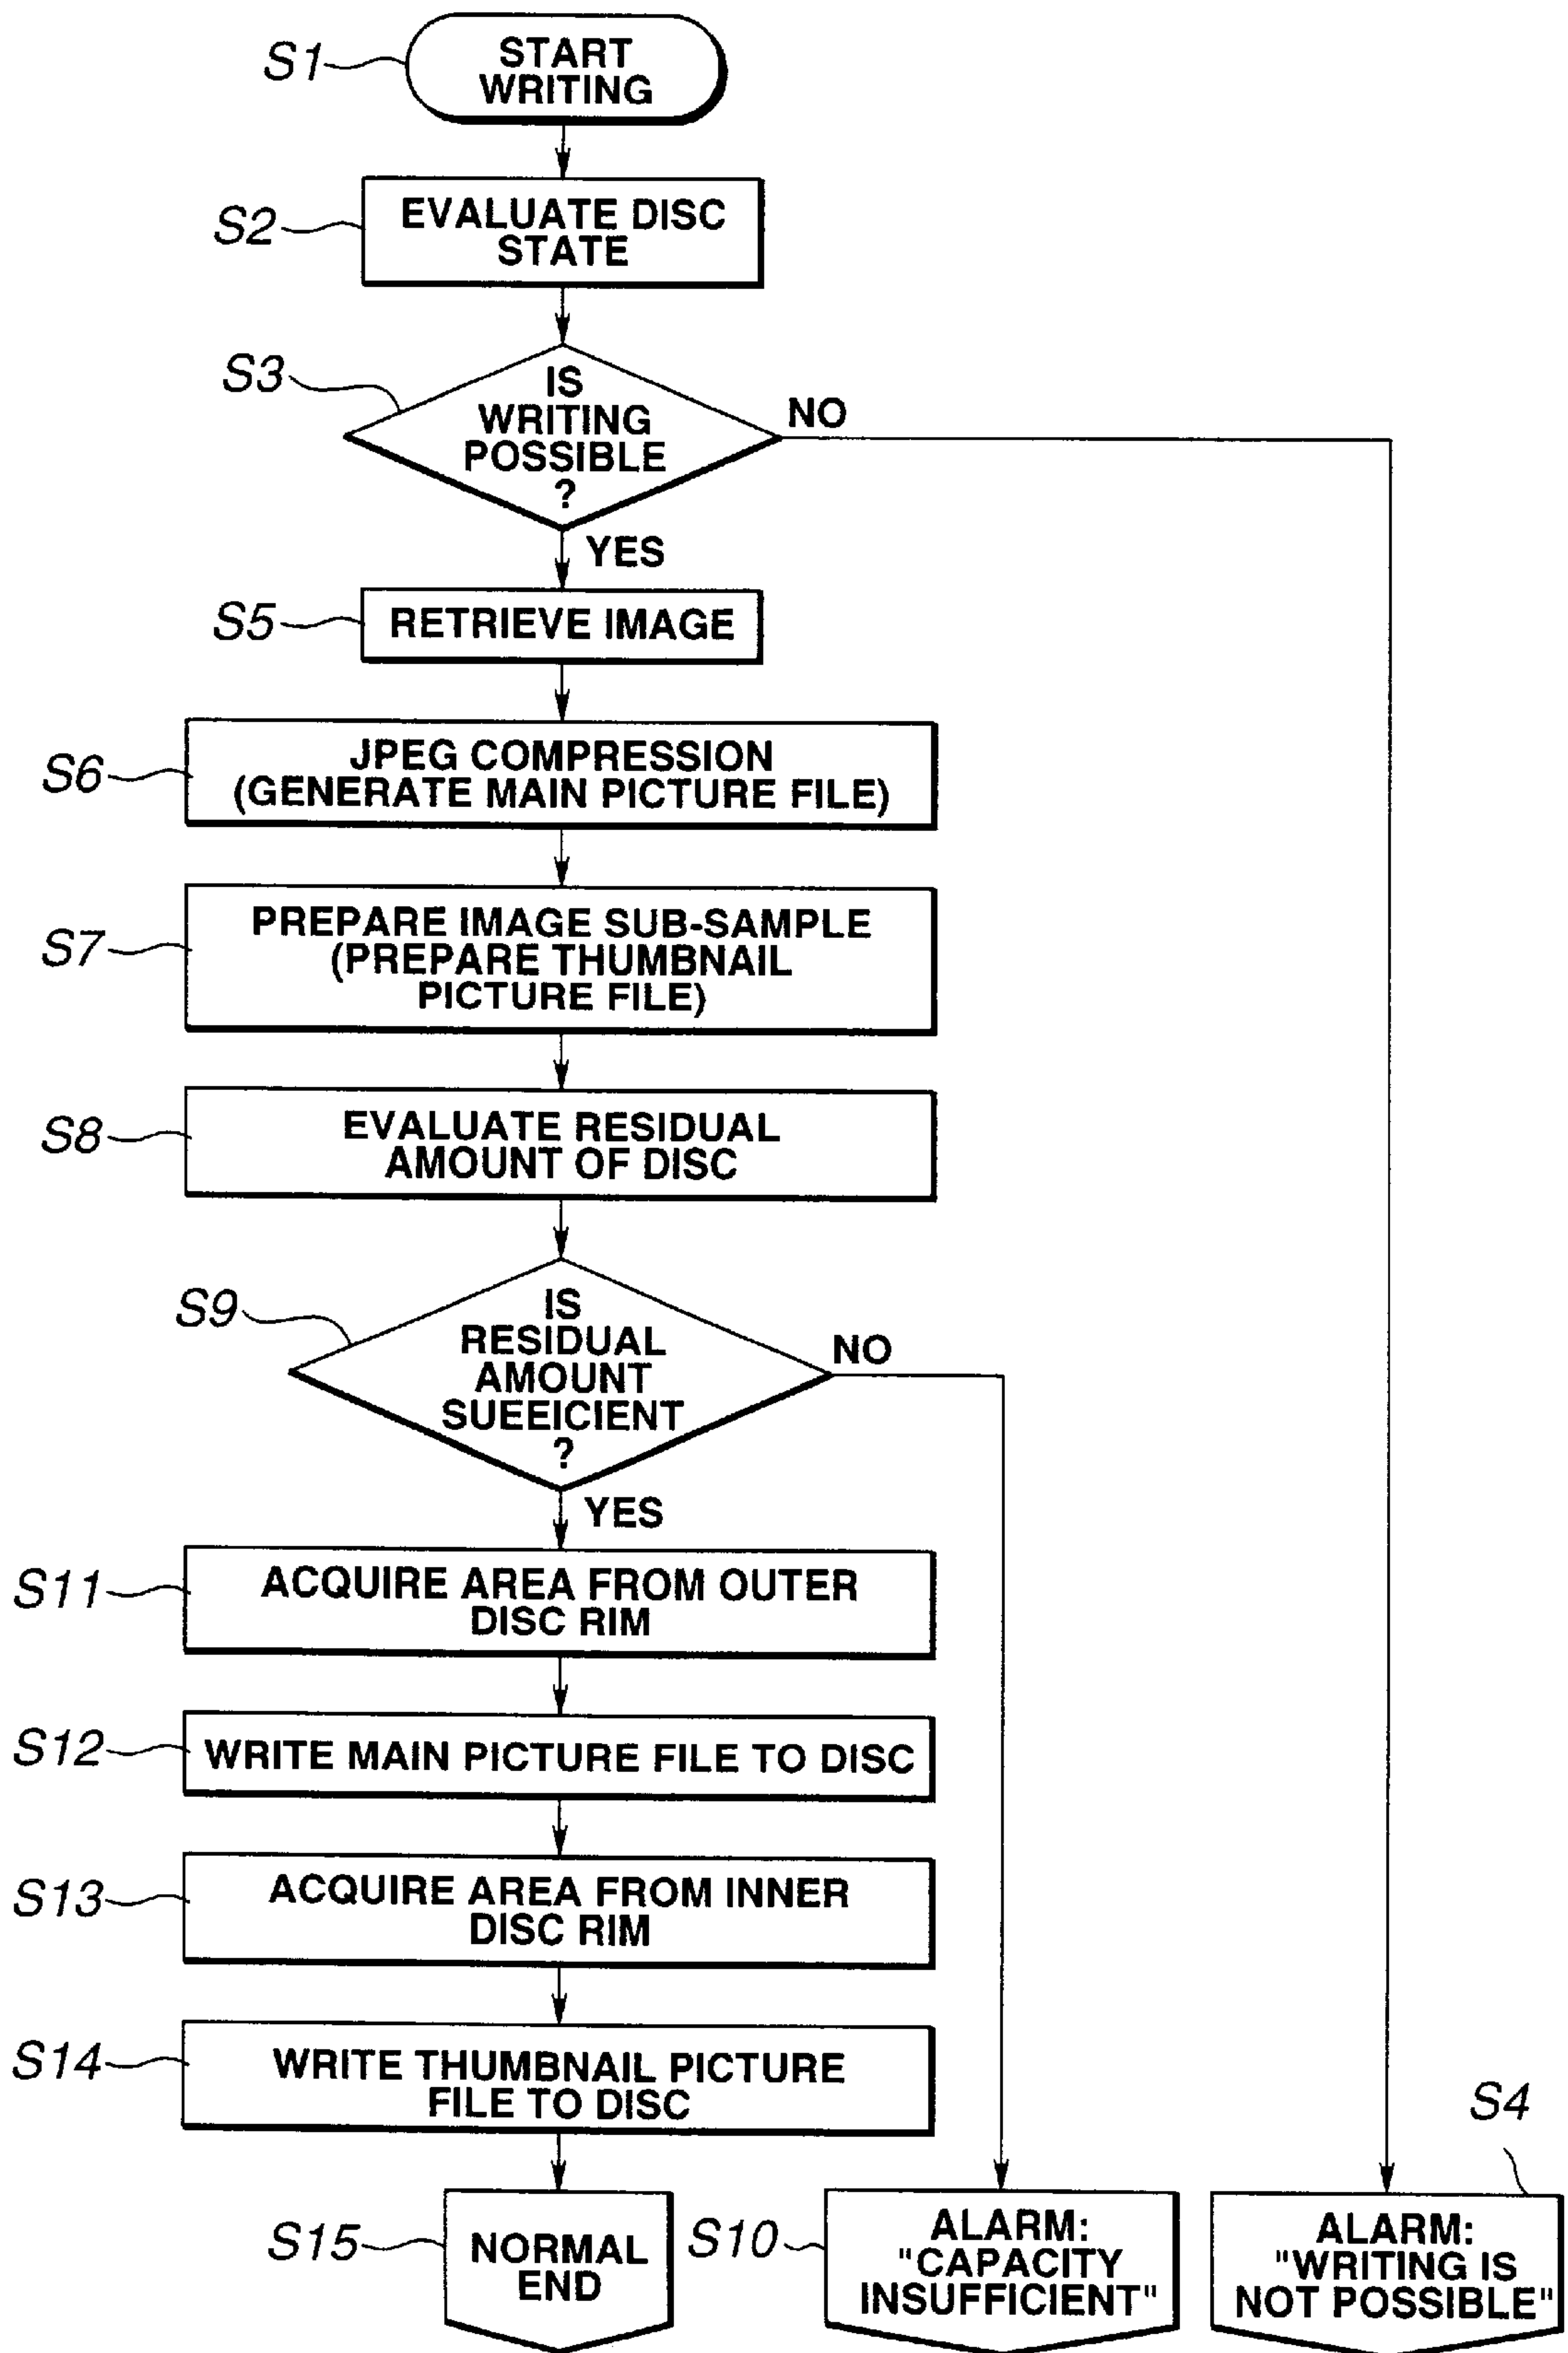 S1
START
WRITING
S2
EVALUATE DISC
STATE
S3
IS
WRITING
POSSIBLE
?
NO
YES
S5
RETRIEVE IMAGE
S6
JPEG COMPRESSION
(GENERATE MAIN PICTURE FILE)
S7
PREPARE IMAGE SUB-SAMPLE
(PREPARE THUMBNAIL
PICTURE FILE)
S8
EVALUATE RESIDUAL
AMOUNT OF DISC
S9
IS
RESIDUAL
AMOUNT
SUEEICIENT
?
NO
YES
S11
ACQUIRE AREA FROM OUTER
DISC RIM
S12
WRITE MAIN PICTURE FILE TO DISC
S13
ACQUIRE AREA FROM INNER
DISC RIM
S14
WRITE THUMBNAIL PICTURE
FILE TO DISC
S15
NORMAL
END
S10
ALARM:
"CAPACITY
INSUFFICIENT"
S4
ALARM:
"WRITING IS
NOT POSSIBLE"